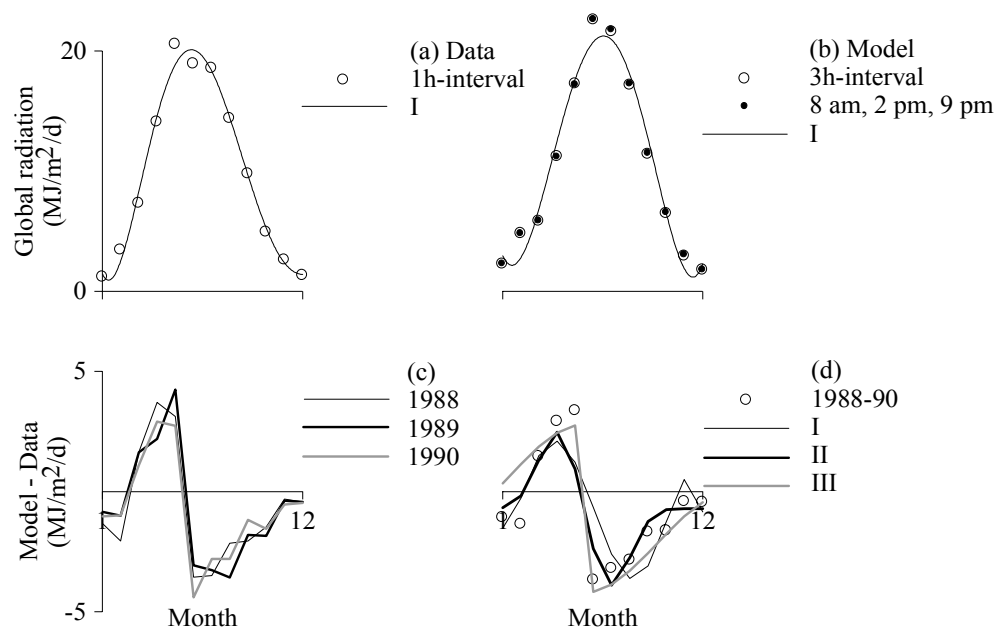 20
0
Global radiation
(MJ/m²/d)
(a) Data
1h-interval
I
(b) Model
3h-interval
8 am, 2 pm, 9 pm
I
5
-5
Model - Data
(MJ/m²/d)
(c)
1988
1989
1990
1
12
Month
(d)
1988-90
I
II
III
1
12
Month